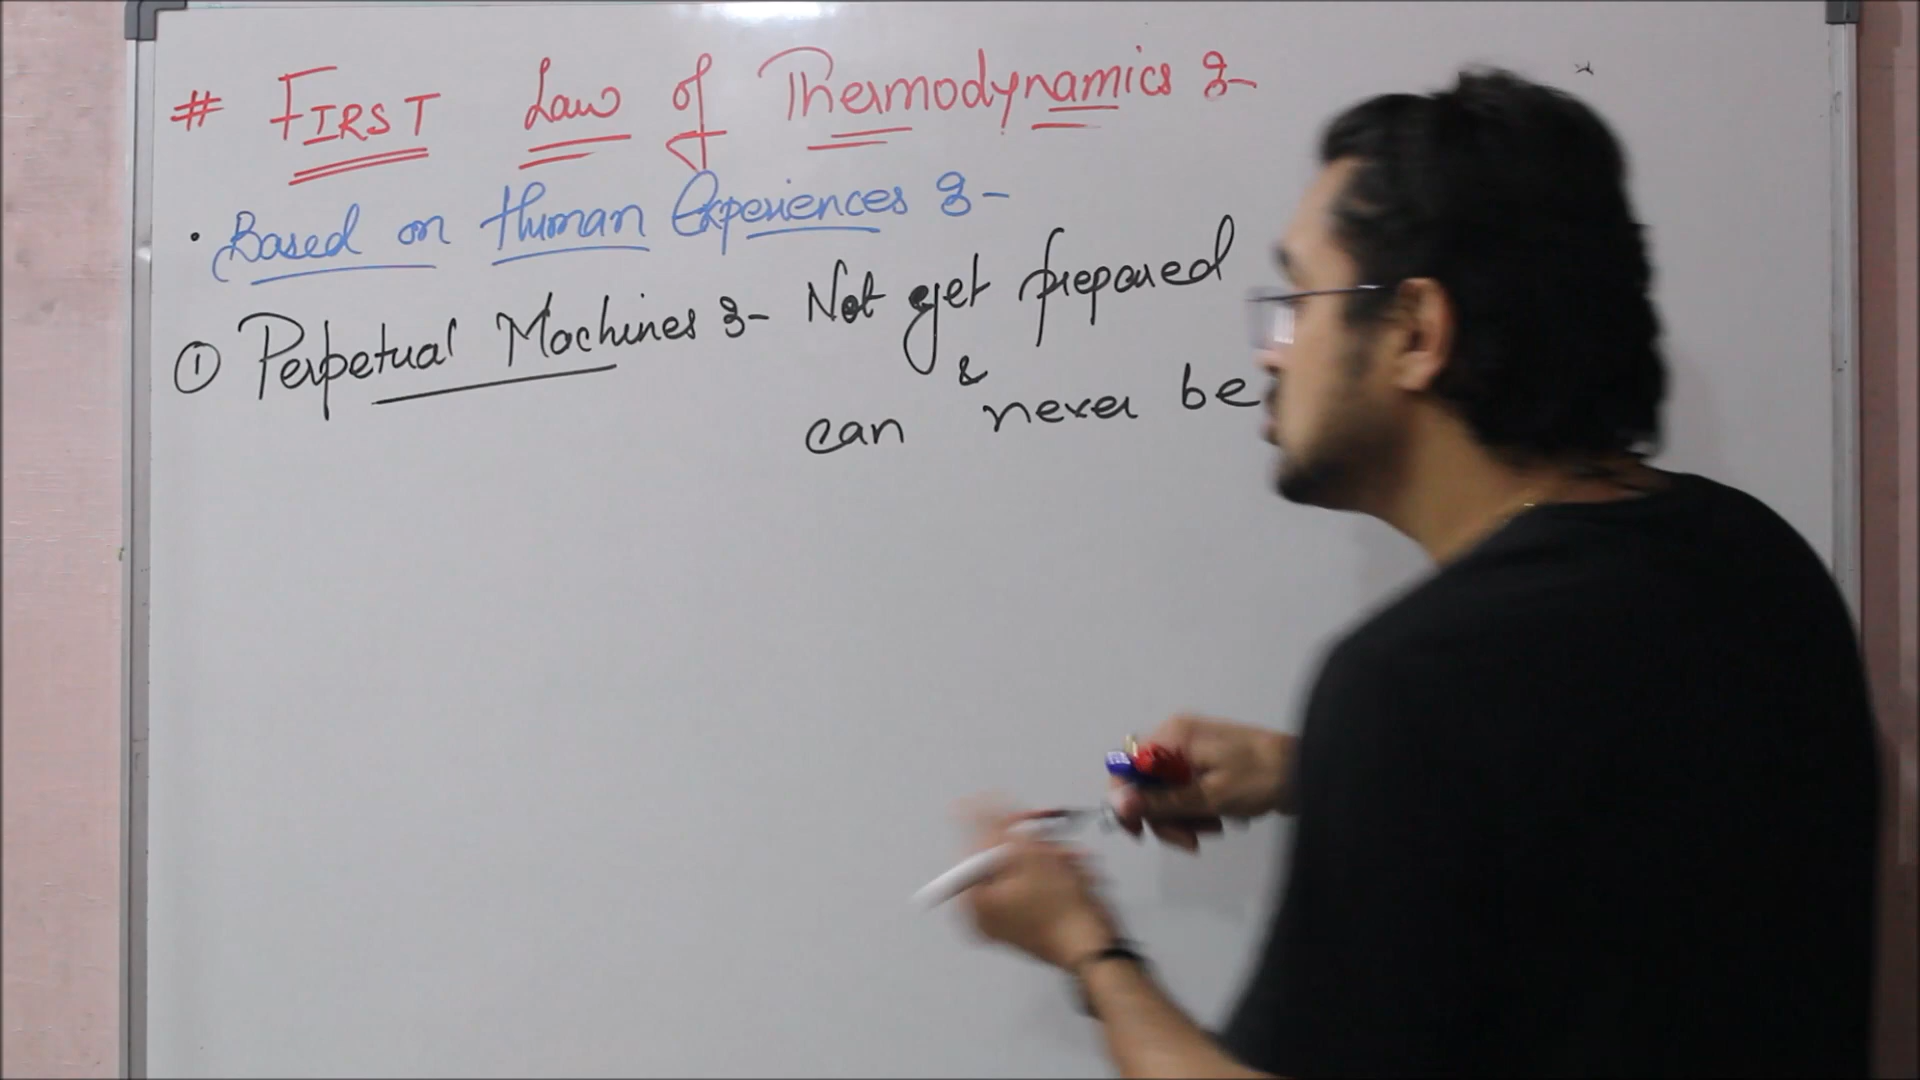 # FIRST Law of Thermodynamics :-
• Based on Human Experiences :-
① Perpetual Machines :- Not yet prepared
&
can never be